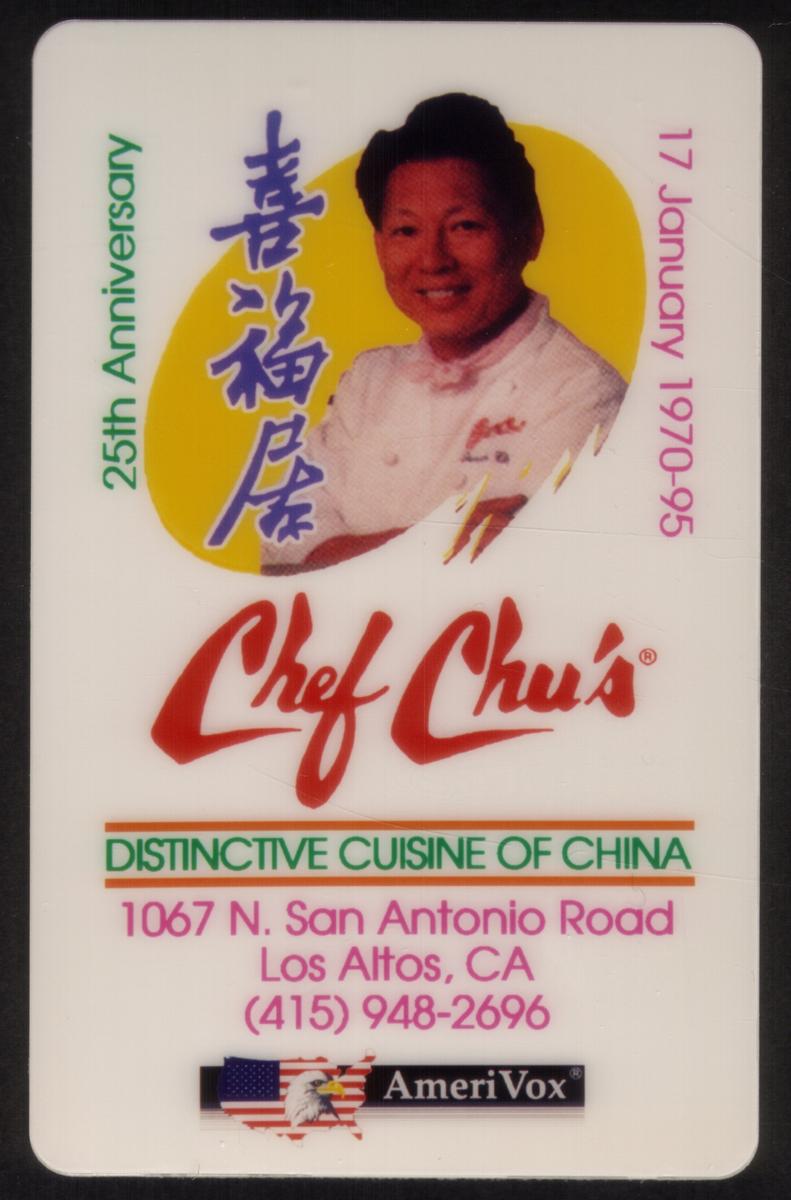 25th Anniversary
喜福居
17 January 1970-95
Chef Chu's®
DISTINCTIVE CUISINE OF CHINA
1067 N. San Antonio Road
Los Altos, CA
(415) 948-2696
AmeriVox®